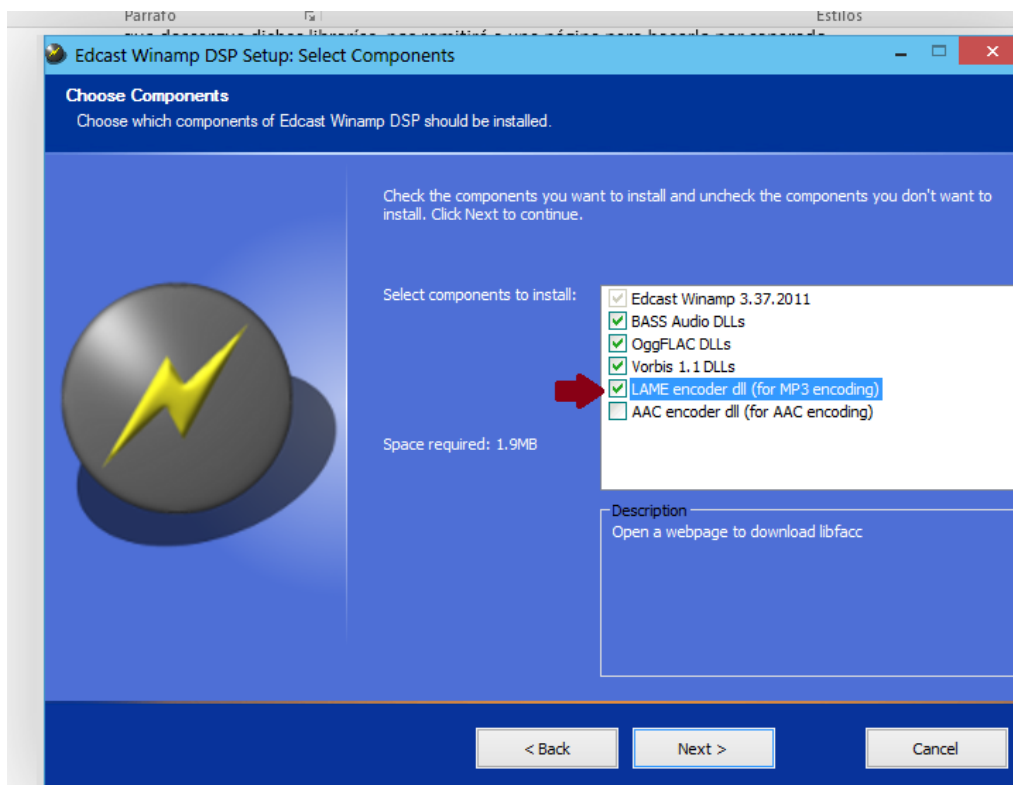 Párrafo Estilos
Edcast Winamp DSP Setup: Select Components
Choose Components
Choose which components of Edcast Winamp DSP should be installed.
Check the components you want to install and uncheck the components you don't want to
install. Click Next to continue.
Select components to install:
Edcast Winamp 3.37.2011
BASS Audio DLLs
OggFLAC DLLs
Vorbis 1.1 DLLs
LAME encoder dll (for MP3 encoding)
AAC encoder dll (for AAC encoding)
Space required: 1.9MB
Description
Open a webpage to download libfacc
< Back Next > Cancel